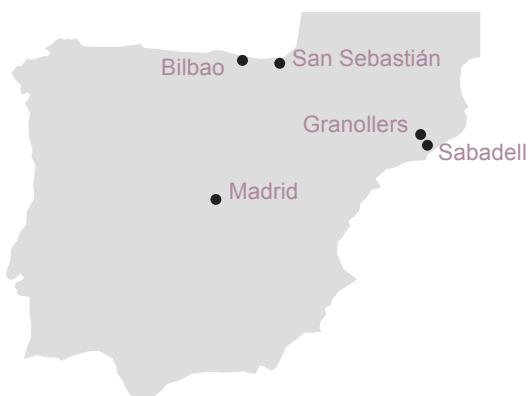 Bilbao
San Sebastián
Granollers
Sabadell
Madrid